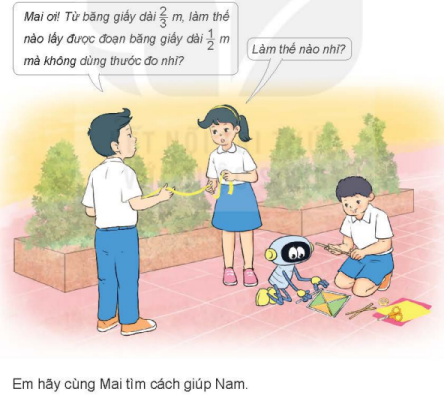 Mai ơi! Từ băng giấy dài 2/3 m, làm thế
nào lấy được đoạn băng giấy dài 1/2 m
mà không dùng thước đo nhỉ?
Làm thế nào nhỉ?
Em hãy cùng Mai tìm cách giúp Nam.